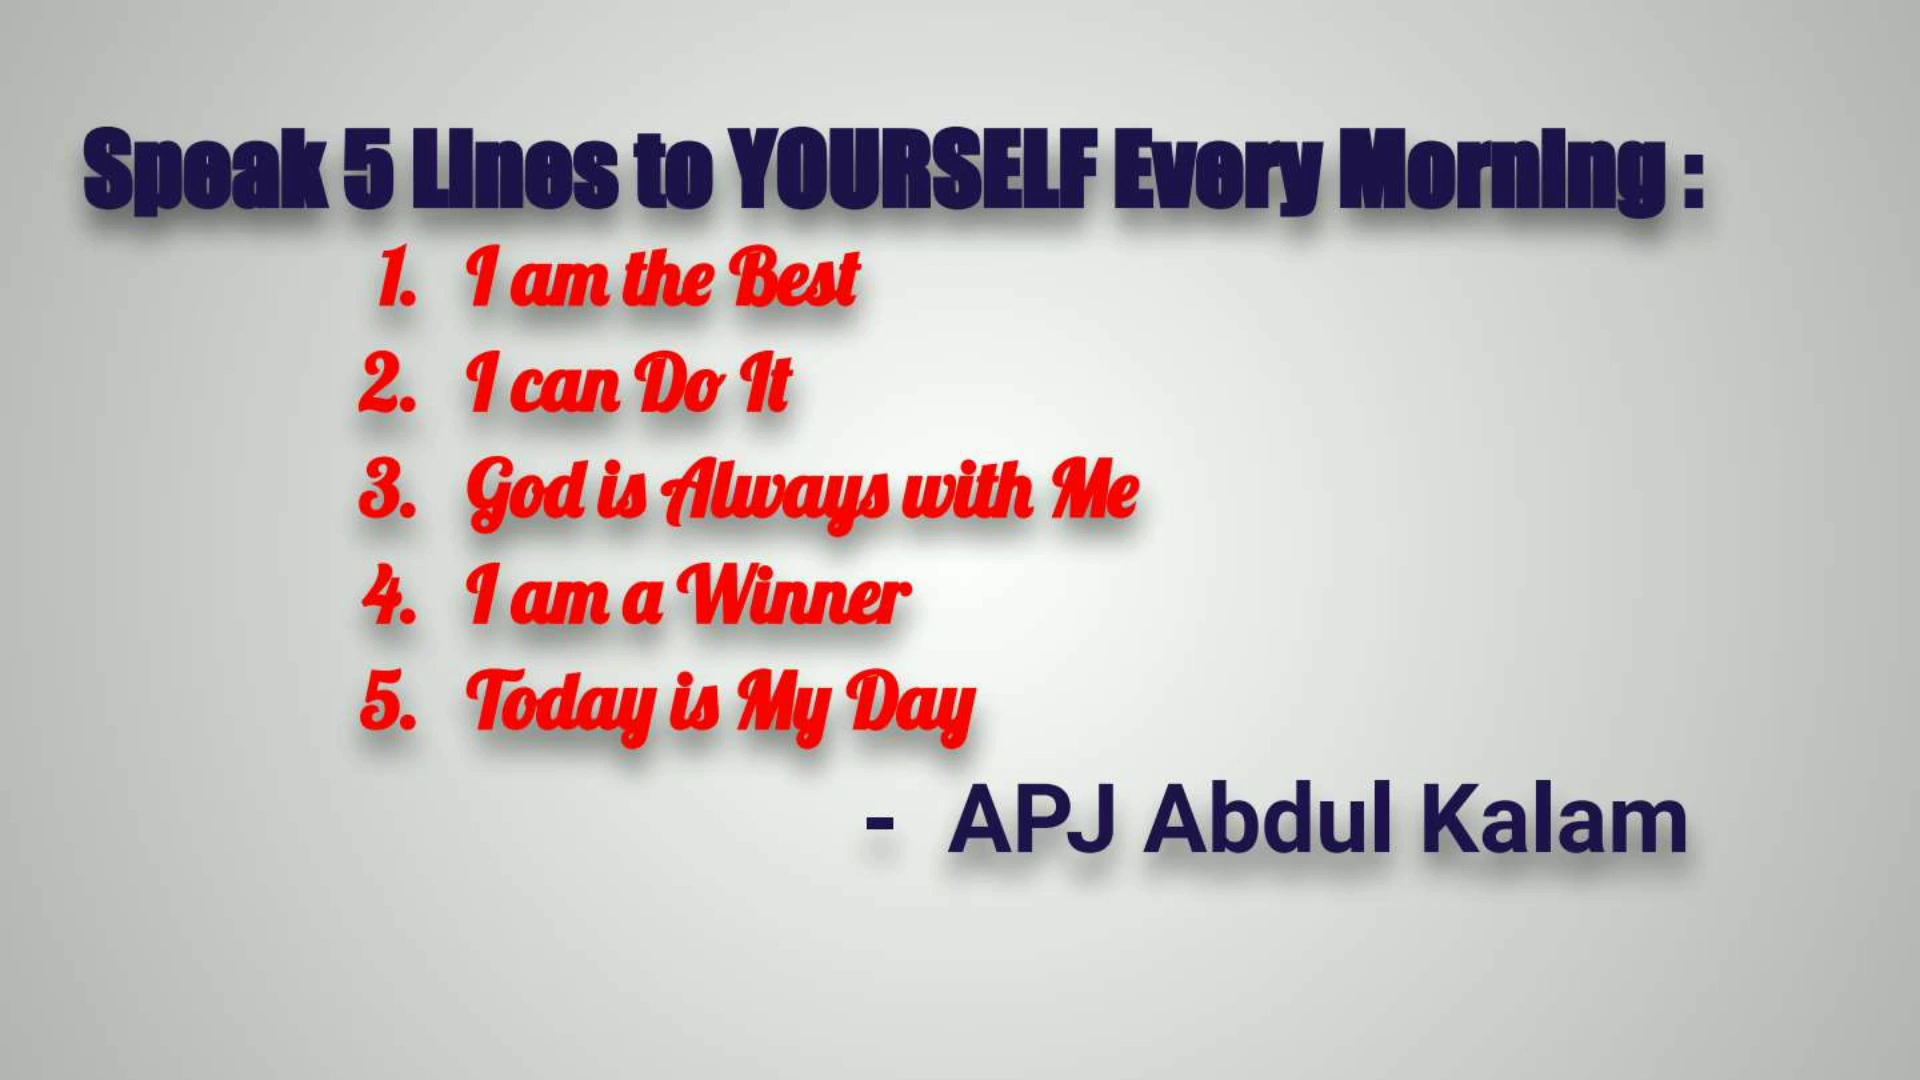 Speak 5 Lines to YOURSELF Every Morning :
1. I am the Best
2. I can Do It
3. God is Always with Me
4. I am a Winner
5. Today is My Day
- APJ Abdul Kalam